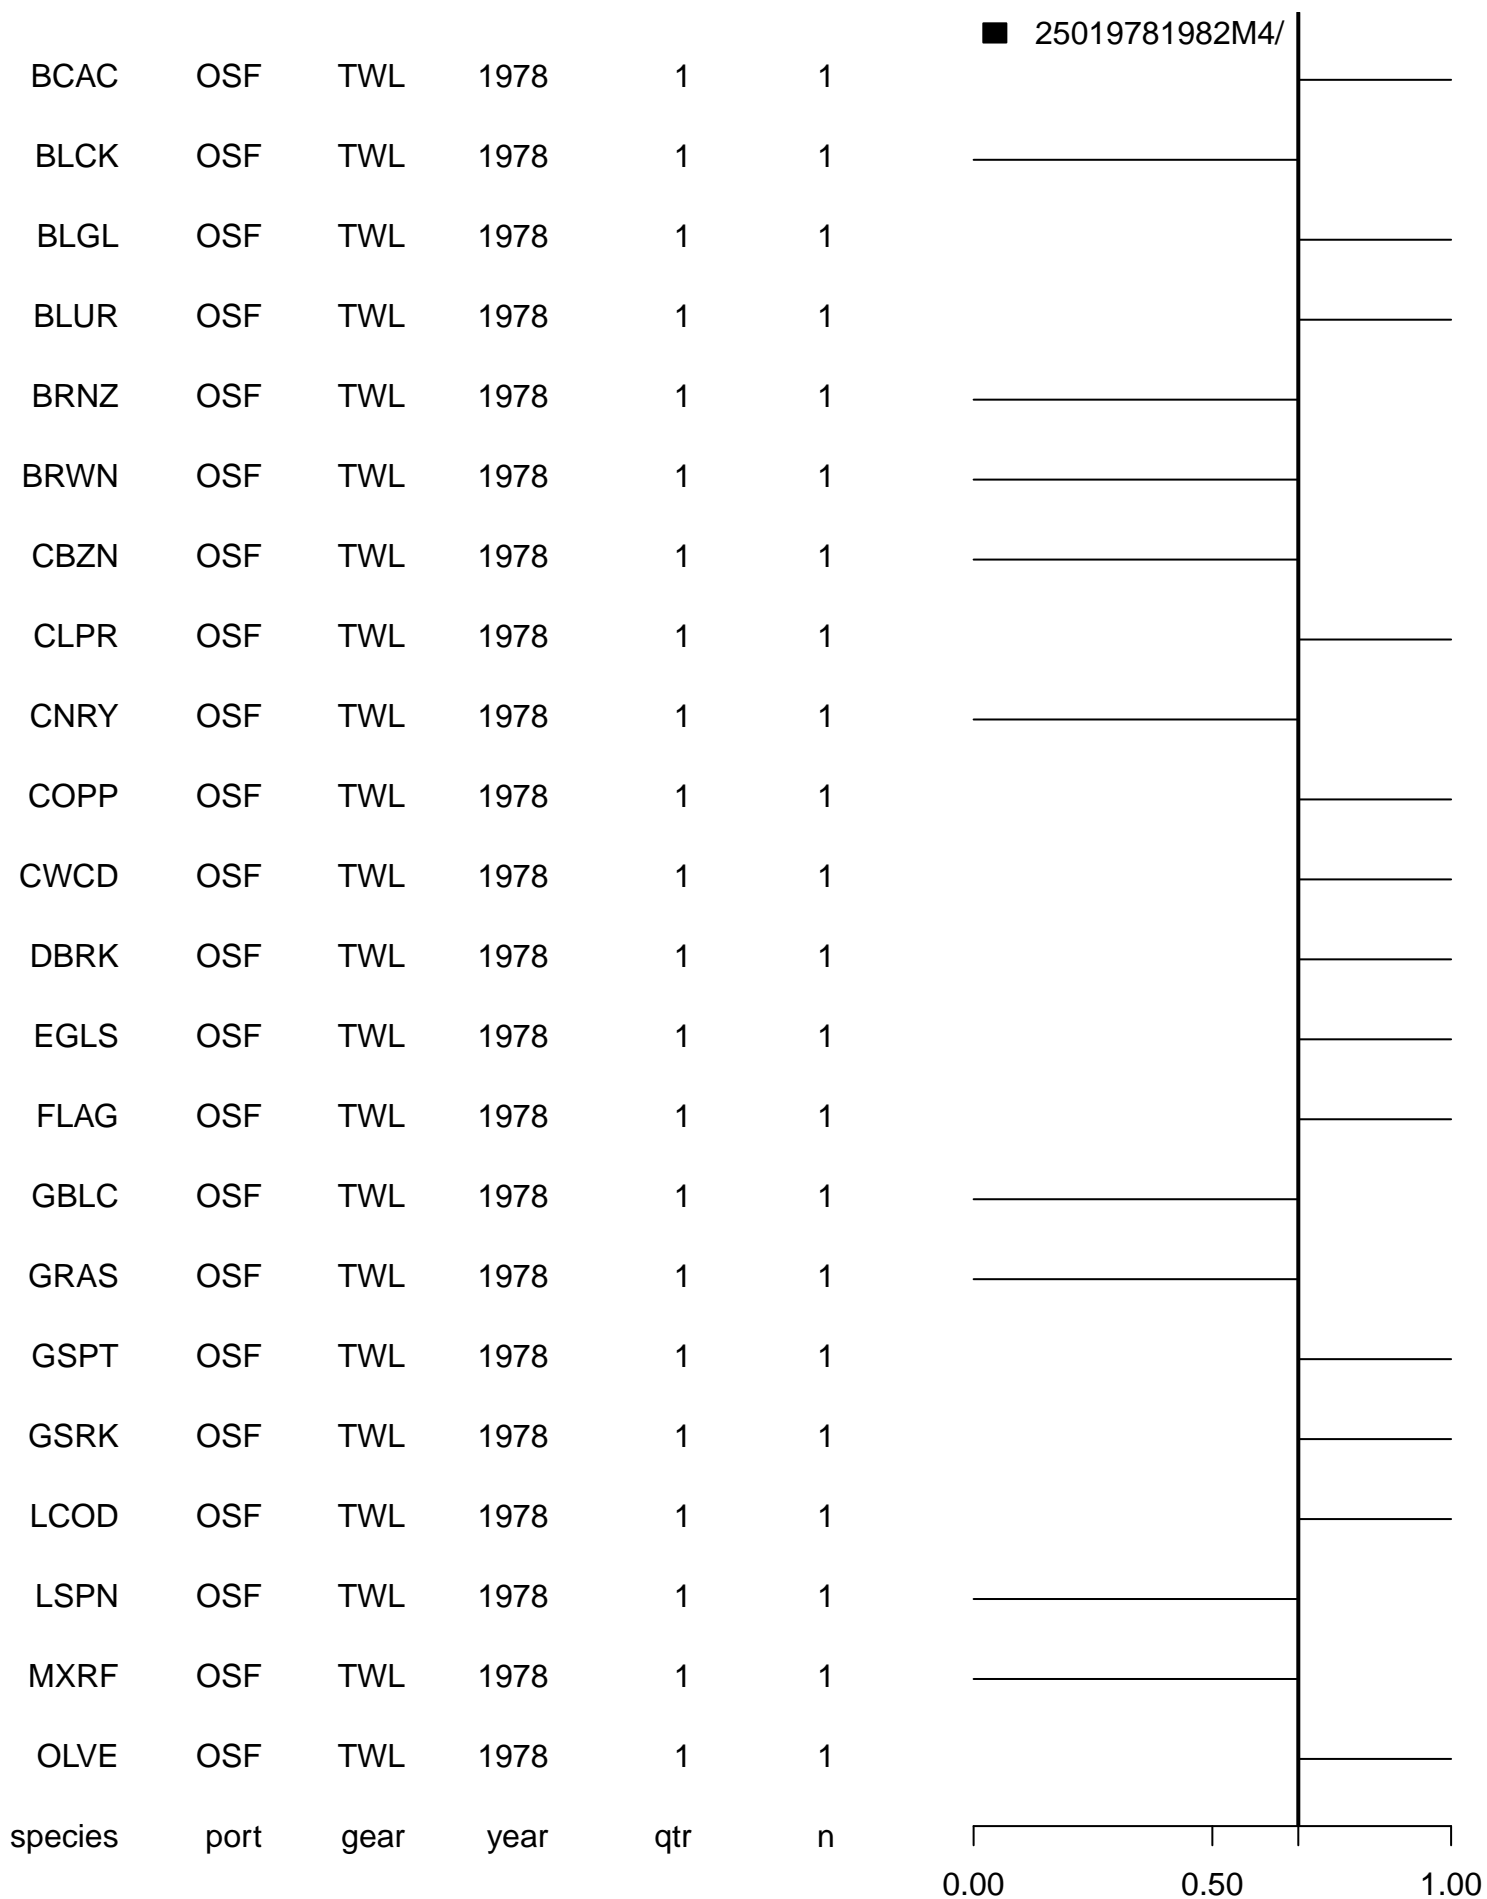 25019781982M4/
BCAC OSF TWL 1978 1 1
BLCK OSF TWL 1978 1 1
BLGL OSF TWL 1978 1 1
BLUR OSF TWL 1978 1 1
BRNZ OSF TWL 1978 1 1
BRWN OSF TWL 1978 1 1
CBZN OSF TWL 1978 1 1
CLPR OSF TWL 1978 1 1
CNRY OSF TWL 1978 1 1
COPP OSF TWL 1978 1 1
CWCD OSF TWL 1978 1 1
DBRK OSF TWL 1978 1 1
EGLS OSF TWL 1978 1 1
FLAG OSF TWL 1978 1 1
GBLC OSF TWL 1978 1 1
GRAS OSF TWL 1978 1 1
GSPT OSF TWL 1978 1 1
GSRK OSF TWL 1978 1 1
LCOD OSF TWL 1978 1 1
LSPN OSF TWL 1978 1 1
MXRF OSF TWL 1978 1 1
OLVE OSF TWL 1978 1 1
species port gear year qtr n
0.00 0.50 1.00